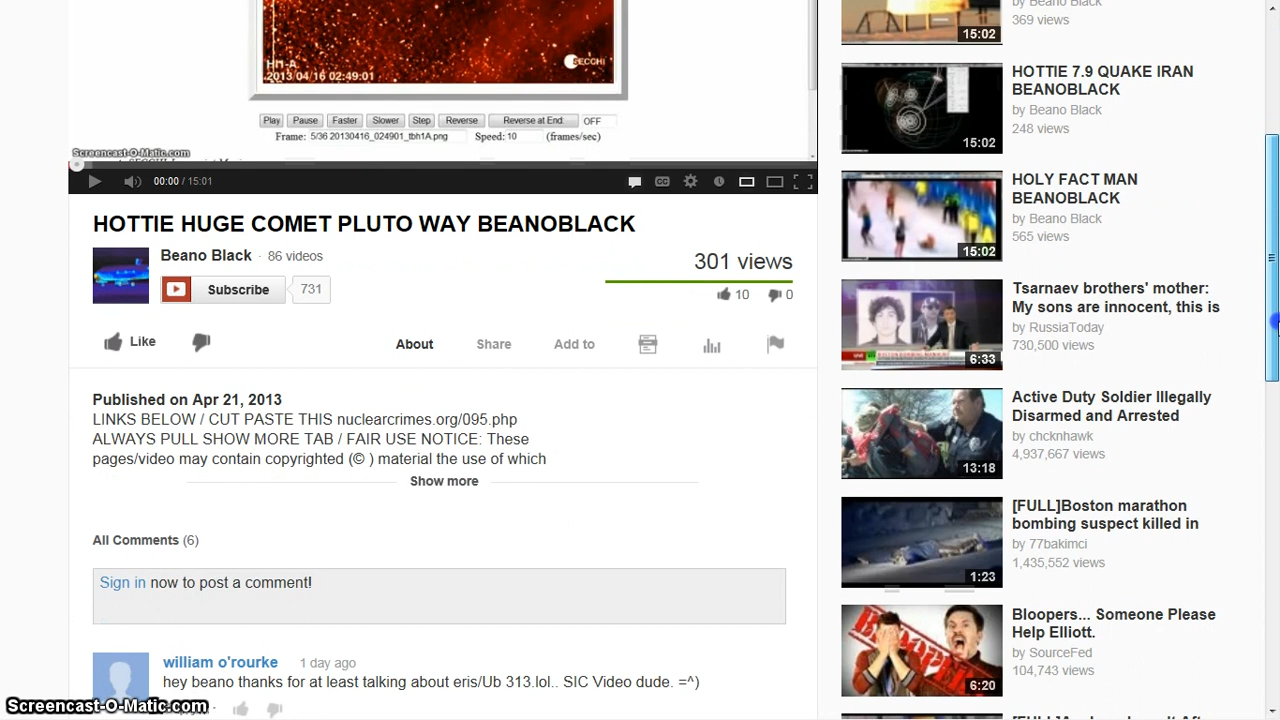 HI1-A
2013 04/16 02:49:01
SECCHI
Play Pause Faster Slower Step Reverse Reverse at End OFF
Frame: 5/36 20130416_024901_tbh1A.png Speed: 10 (frames/sec)
Screencast-O-Matic.com
00:00 / 15:01
CC
HOTTIE HUGE COMET PLUTO WAY BEANOBLACK
Beano Black · 86 videos
Subscribe 731
301 views
10 0
Like
About Share Add to
Published on Apr 21, 2013
LINKS BELOW / CUT PASTE THIS nuclearcrimes.org/095.php
ALWAYS PULL SHOW MORE TAB / FAIR USE NOTICE: These
pages/video may contain copyrighted (© ) material the use of which
Show more
All Comments (6)
Sign in now to post a comment!
william o'rourke 1 day ago
hey beano thanks for at least talking about eris/Ub 313.lol.. SIC Video dude. =^)
Screencast-O-Matic.com
by Beano Black
369 views
15:02
HOTTIE 7.9 QUAKE IRAN
BEANOBLACK
by Beano Black
248 views
15:02
HOLY FACT MAN
BEANOBLACK
by Beano Black
565 views
15:02
Tsarnaev brothers' mother:
My sons are innocent, this is
by RussiaToday
730,500 views
6:33
Active Duty Soldier Illegally
Disarmed and Arrested
by chcknhawk
4,937,667 views
13:18
[FULL]Boston marathon
bombing suspect killed in
by 77bakimci
1,435,552 views
1:23
Bloopers... Someone Please
Help Elliott.
by SourceFed
104,743 views
BLOOPERS
6:20